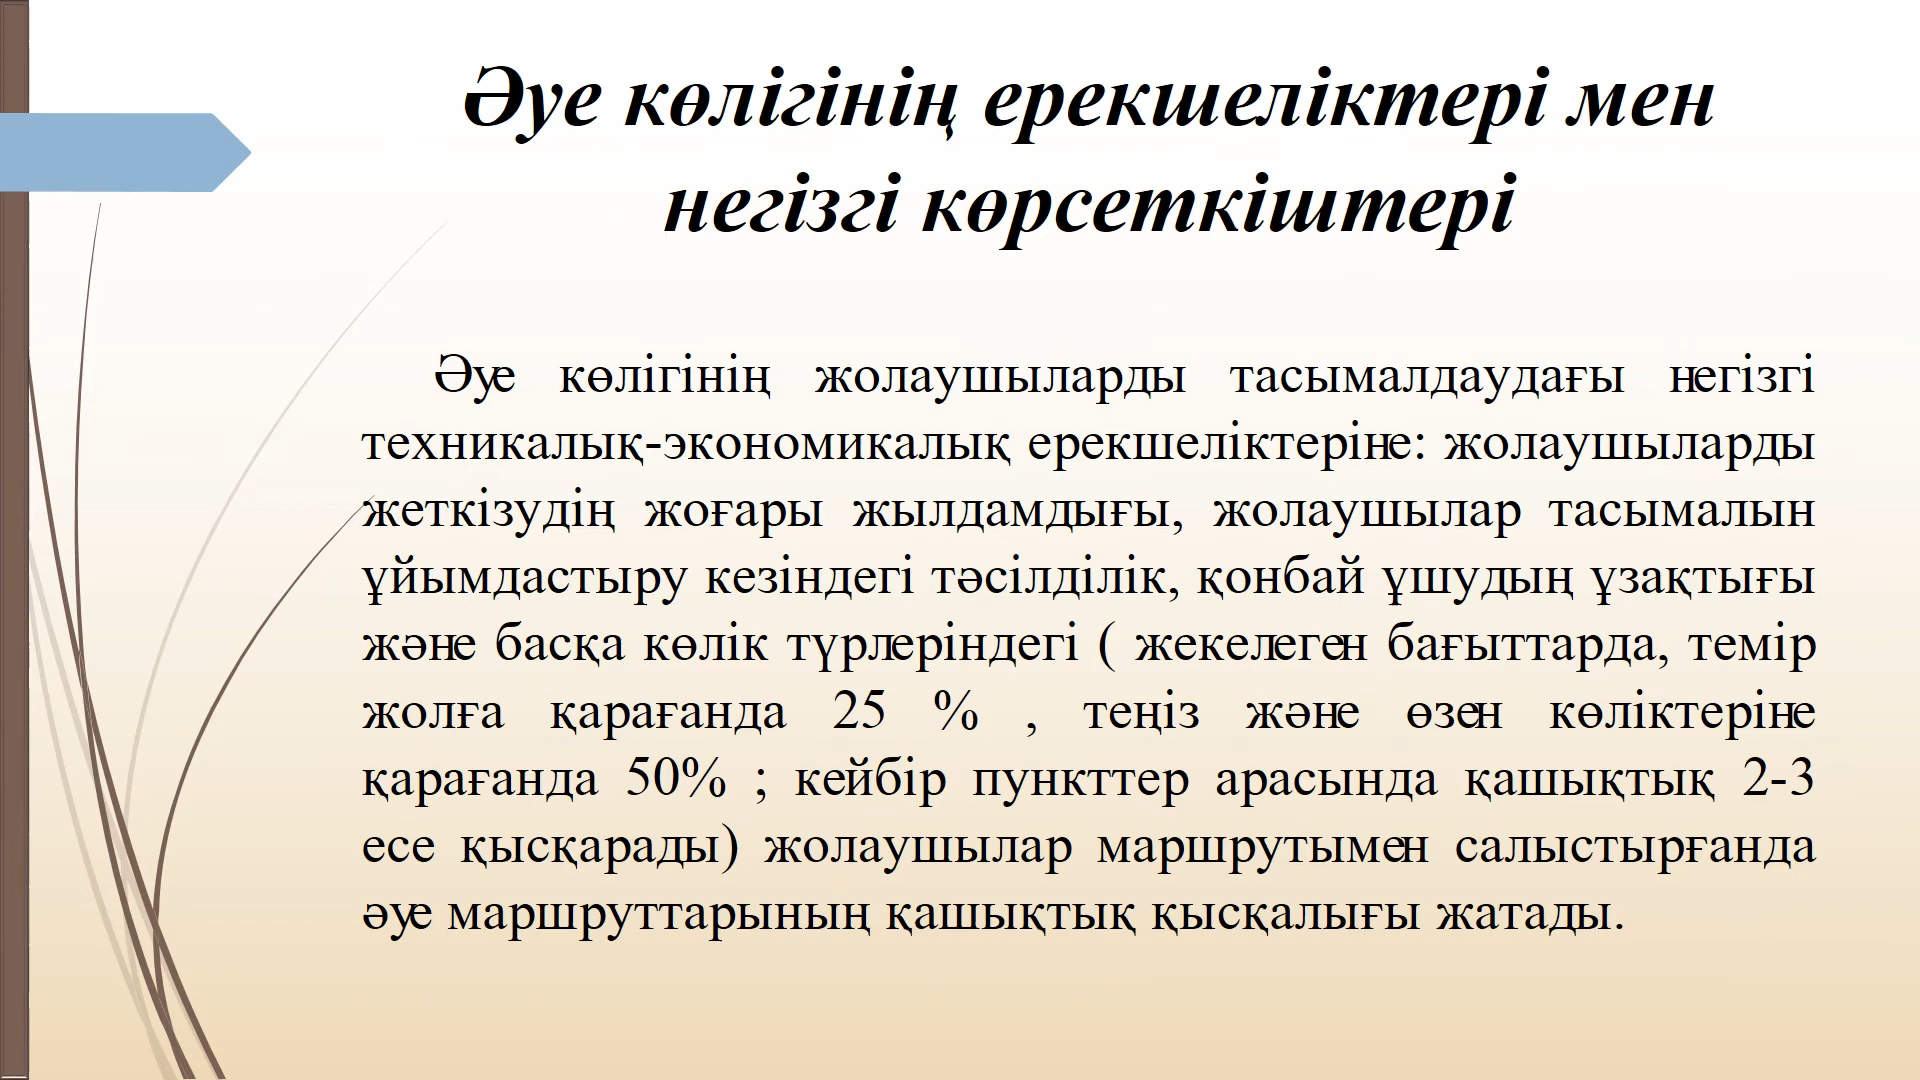 Әуе көлігінің ерекшеліктері мен
негізгі көрсеткіштері
Әуе көлігінің жолаушыларды тасымалдаудағы негізгі
техникалық-экономикалық ерекшеліктеріне: жолаушыларды
жеткізудің жоғары жылдамдығы, жолаушылар тасымалын
ұйымдастыру кезіндегі тәсілділік, қонбай ұшудың ұзақтығы
және басқа көлік түрлеріндегі ( жекелеген бағыттарда, темір
жолға қарағанда 25 % , теңіз және өзен көліктеріне
қарағанда 50% ; кейбір пункттер арасында қашықтық 2-3
есе қысқарады) жолаушылар маршрутымен салыстырғанда
әуе маршруттарының қашықтық қысқалығы жатады.